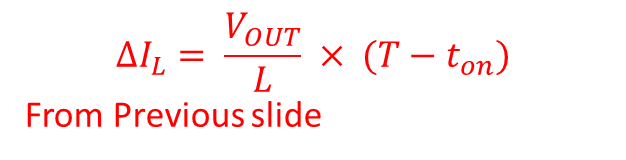 ΔI_L = V_OUT / L × (T − t_on)
From Previous slide